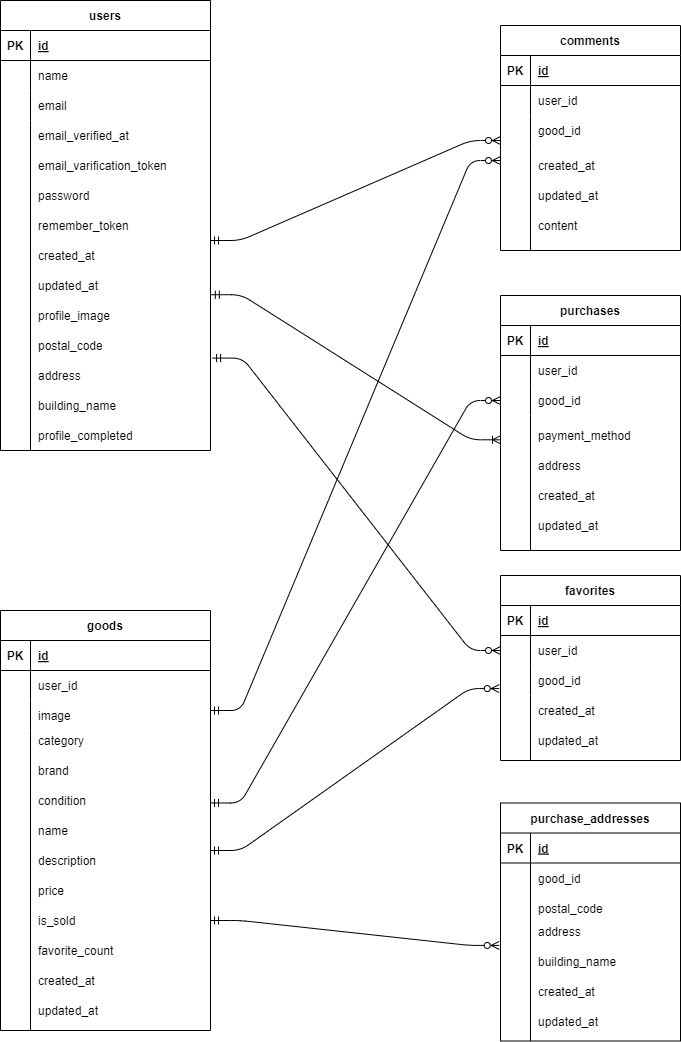 users
PK id
name
email
email_verified_at
email_varification_token
password
remember_token
created_at
updated_at
profile_image
postal_code
address
building_name
profile_completed
comments
PK id
user_id
good_id
created_at
updated_at
content
purchases
PK id
user_id
good_id
payment_method
address
created_at
updated_at
goods
PK id
user_id
image
category
brand
condition
name
description
price
is_sold
favorite_count
created_at
updated_at
favorites
PK id
user_id
good_id
created_at
updated_at
purchase_addresses
PK id
good_id
postal_code
address
building_name
created_at
updated_at